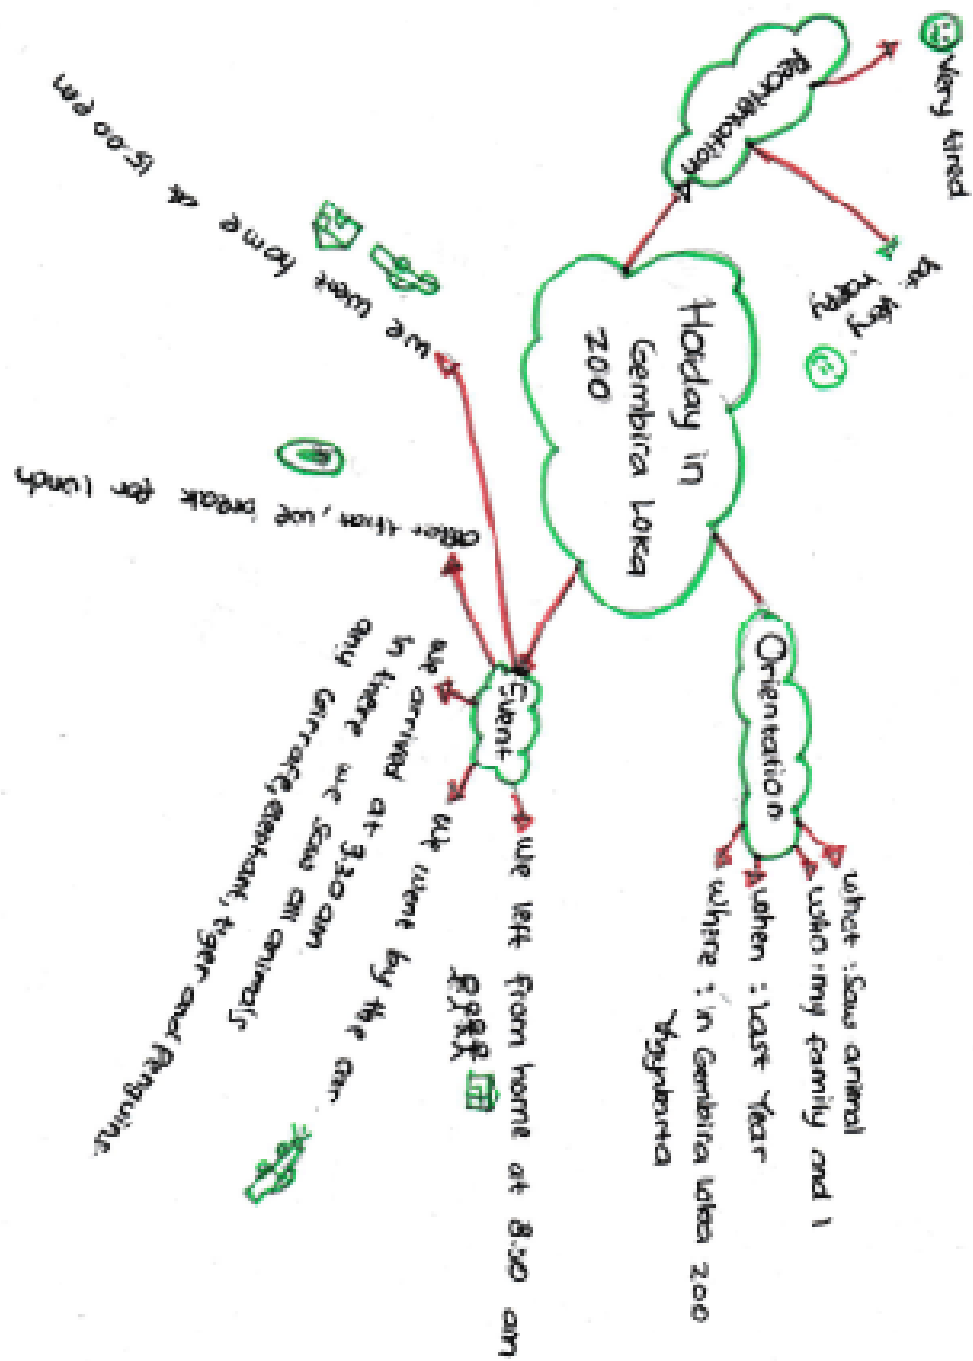 Holiday in
Gembira Loka
zoo
Orientation
what : Saw animal
who : my family and I
when : Last Year
where : in Gembira Loka zoo
Yogyakarta
Event
we left from home at 8.30 am
we went by the car
we arrived at 9.30 am
in there we saw all animals
any Girrafe, elephant, tiger and Penguins
after that, we break for lunch
we went home at 15.00 pm
Reorientation
very tired
but very
happy